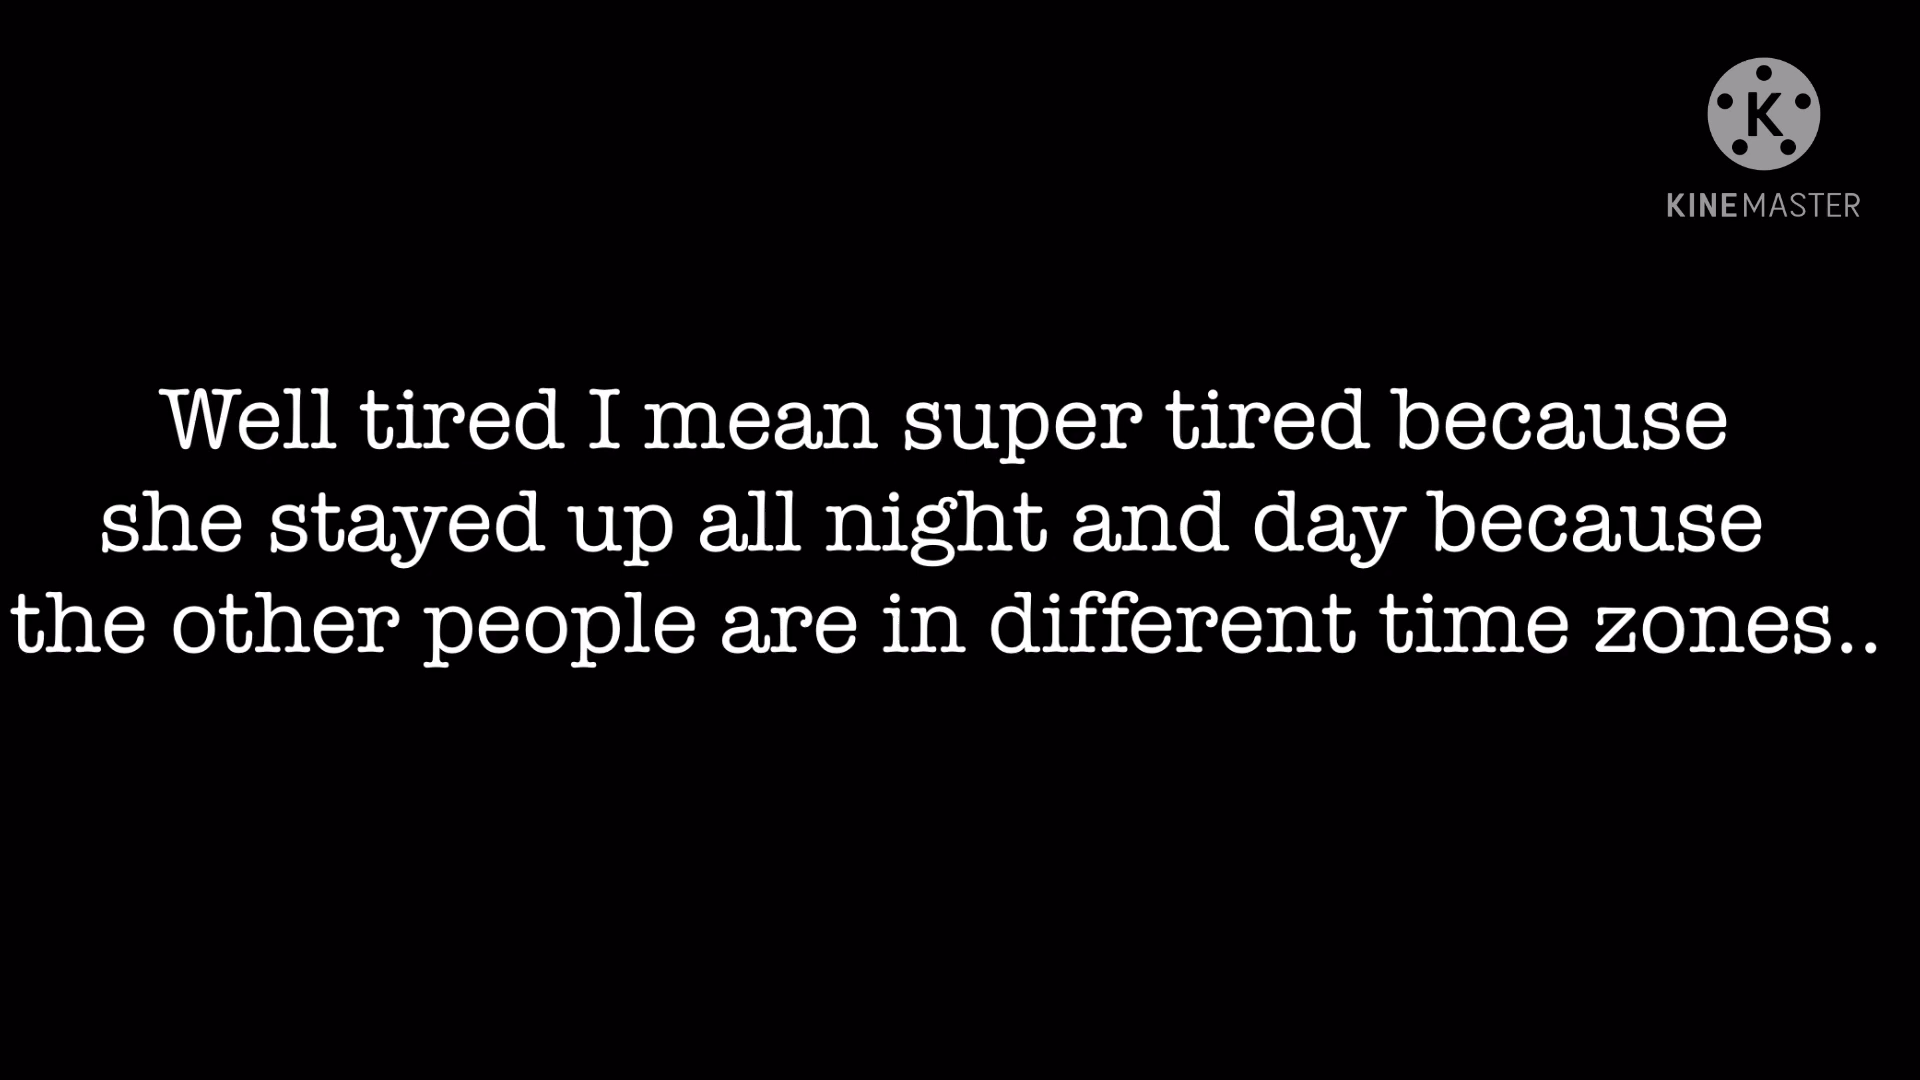 K
KINEMASTER
Well tired I mean super tired because
she stayed up all night and day because
the other people are in different time zones..